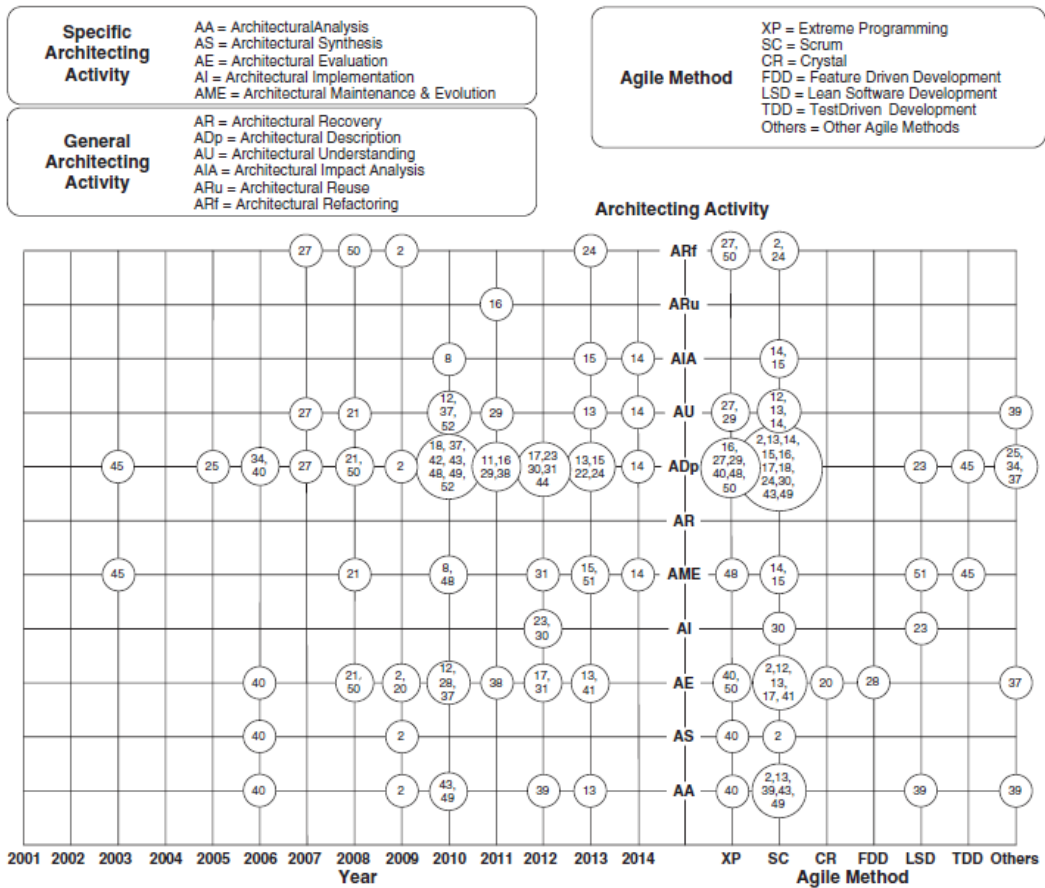 Specific
Architecting
Activity
AA = ArchitecturalAnalysis
AS = Architectural Synthesis
AE = Architectural Evaluation
AI = Architectural Implementation
AME = Architectural Maintenance & Evolution
General
Architecting
Activity
AR = Architectural Recovery
ADp = Architectural Description
AU = Architectural Understanding
AIA = Architectural Impact Analysis
ARu = Architectural Reuse
ARf = Architectural Refactoring
Agile Method
XP = Extreme Programming
SC = Scrum
CR = Crystal
FDD = Feature Driven Development
LSD = Lean Software Development
TDD = TestDriven Development
Others = Other Agile Methods
Architecting Activity
27
50
2
24
ARf
27,
50
2,
24
16
ARu
8
15
14
AIA
14,
15
27
21
12,
37,
52
29
13
14
AU
27,
29
12,
13,
14,
39
45
25
34,
40
27
21,
50
2
18, 37,
42, 43,
48, 49,
52
11,16
29,38
17,23
30,31
44
13,15
22,24
14
ADp
16,
27,29,
40,48,
50
2,13,14,
15,16,
17,18,
24,30,
43,49
23
45
25,
34,
37
AR
45
21
8,
48
31
15,
51
14
AME
48
14,
15
51
45
23,
30
AI
30
23
40
21,
50
2,
20
12,
28,
37
38
17,
31
13,
41
AE
40,
50
2,12,
13,
17, 41
20
28
37
40
2
AS
40
2
40
2
43,
49
39
13
AA
40
2,13,
39,43,
49
39
39
2001 2002 2003 2005 2006 2007 2008 2009 2010 2011 2012 2013 2014 XP SC CR FDD LSD TDD Others
Year Agile Method